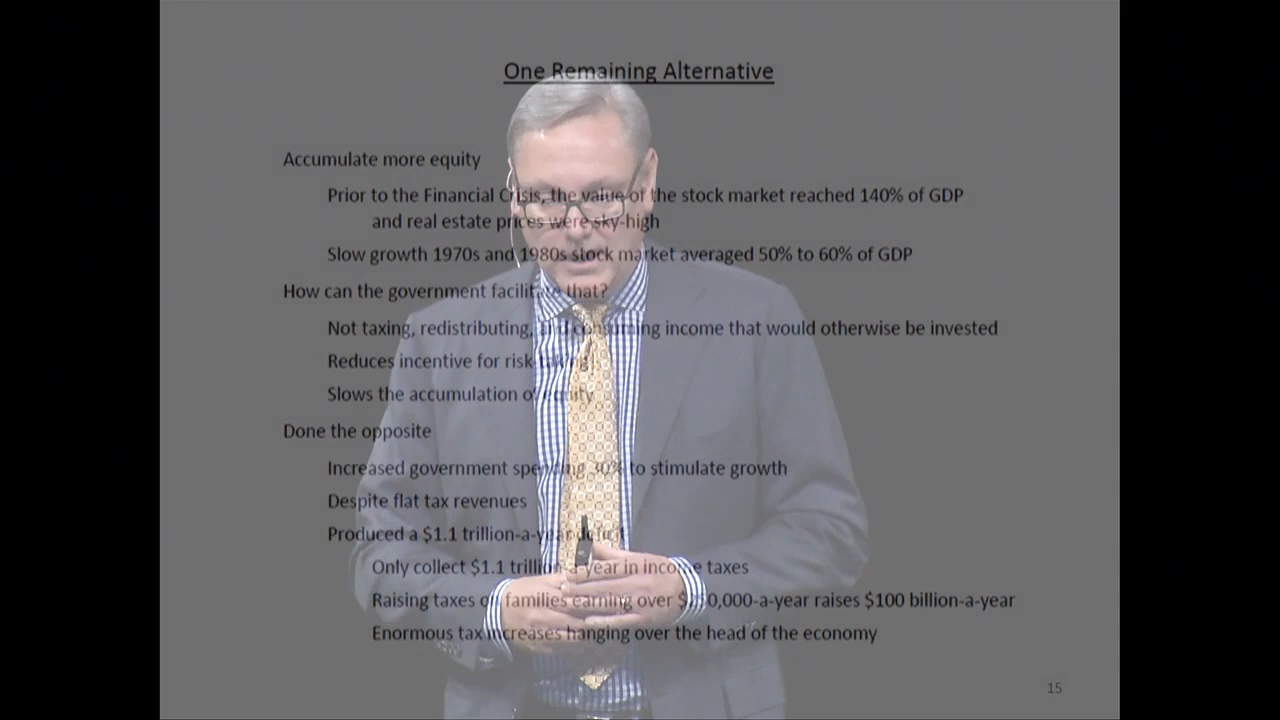 One Remaining Alternative
Accumulate more equity
Prior to the Financial Crisis, the value of the stock market reached 140% of GDP
and real estate prices were sky-high
Slow growth 1970s and 1980s stock market averaged 50% to 60% of GDP
How can the government facilitate that?
Not taxing, redistributing, and consuming income that would otherwise be invested
Reduces incentive for risk-taking
Slows the accumulation of equity
Done the opposite
Increased government spending 30% to stimulate growth
Despite flat tax revenues
Produced a $1.1 trillion-a-year deficit
Only collect $1.1 trillion-a-year in income taxes
Raising taxes on families earning over raises $100 billion-a-year
Enormous tax increases hanging over the head of the economy
15